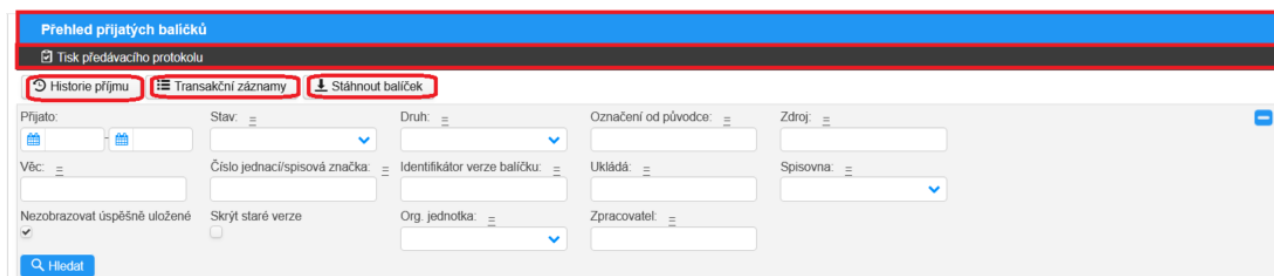 Přehled přijatých balíčků
Tisk předávacího protokolu
Historie příjmu Transakční záznamy Stáhnout balíček
Přijato: Stav: = Druh: = Označení od původce: = Zdroj: =
-
Věc: = Číslo jednací/spisová značka: = Identifikátor verze balíčku: = Ukládá: = Spisovna: =
Nezobrazovat úspěšně uložené Skrýt staré verze Org. jednotka: = Zpracovatel: =
Hledat